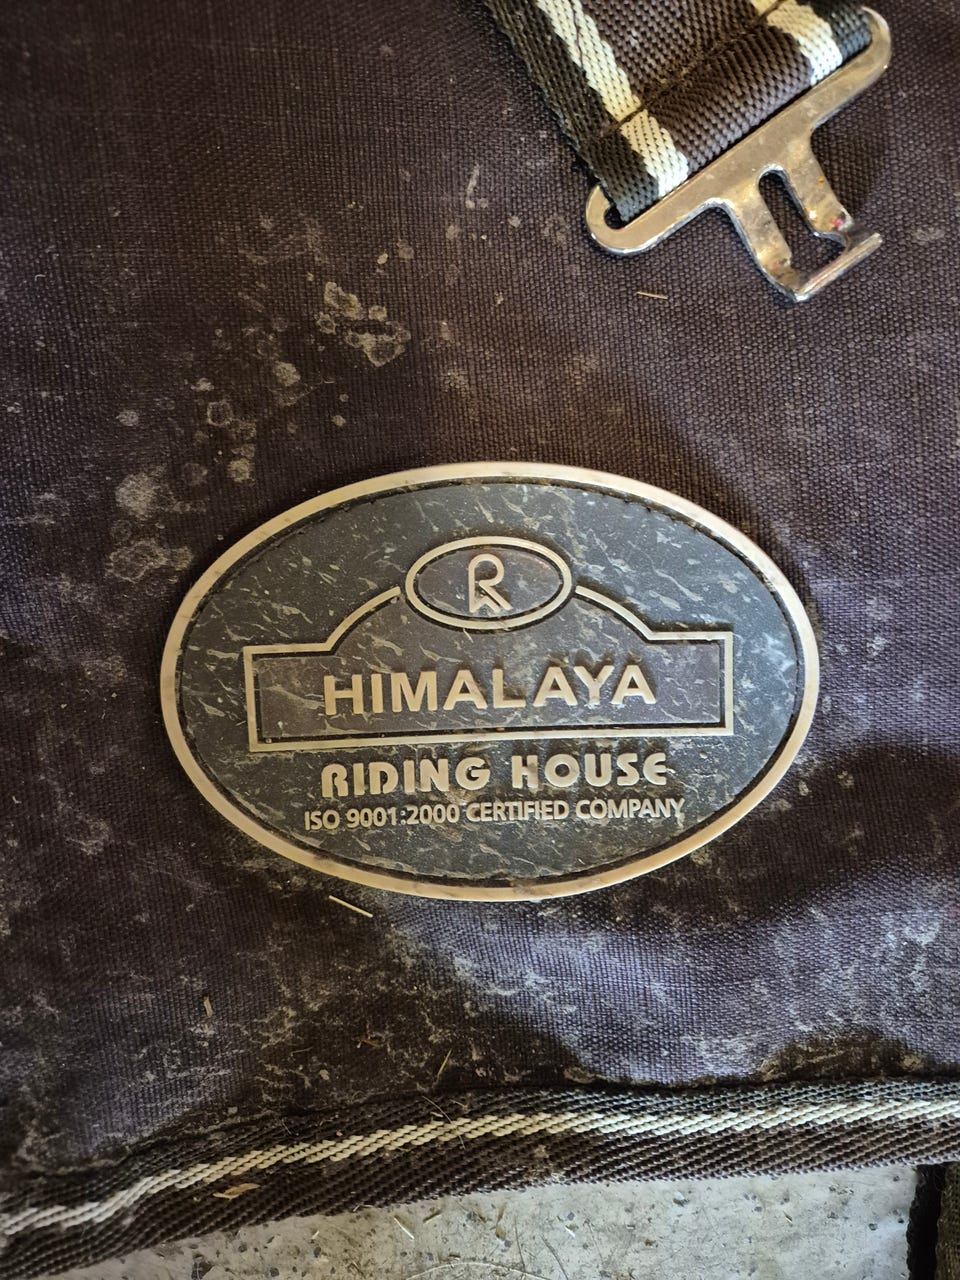 R
HIMALAYA
RIDING HOUSE
ISO 9001:2000 CERTIFIED COMPANY